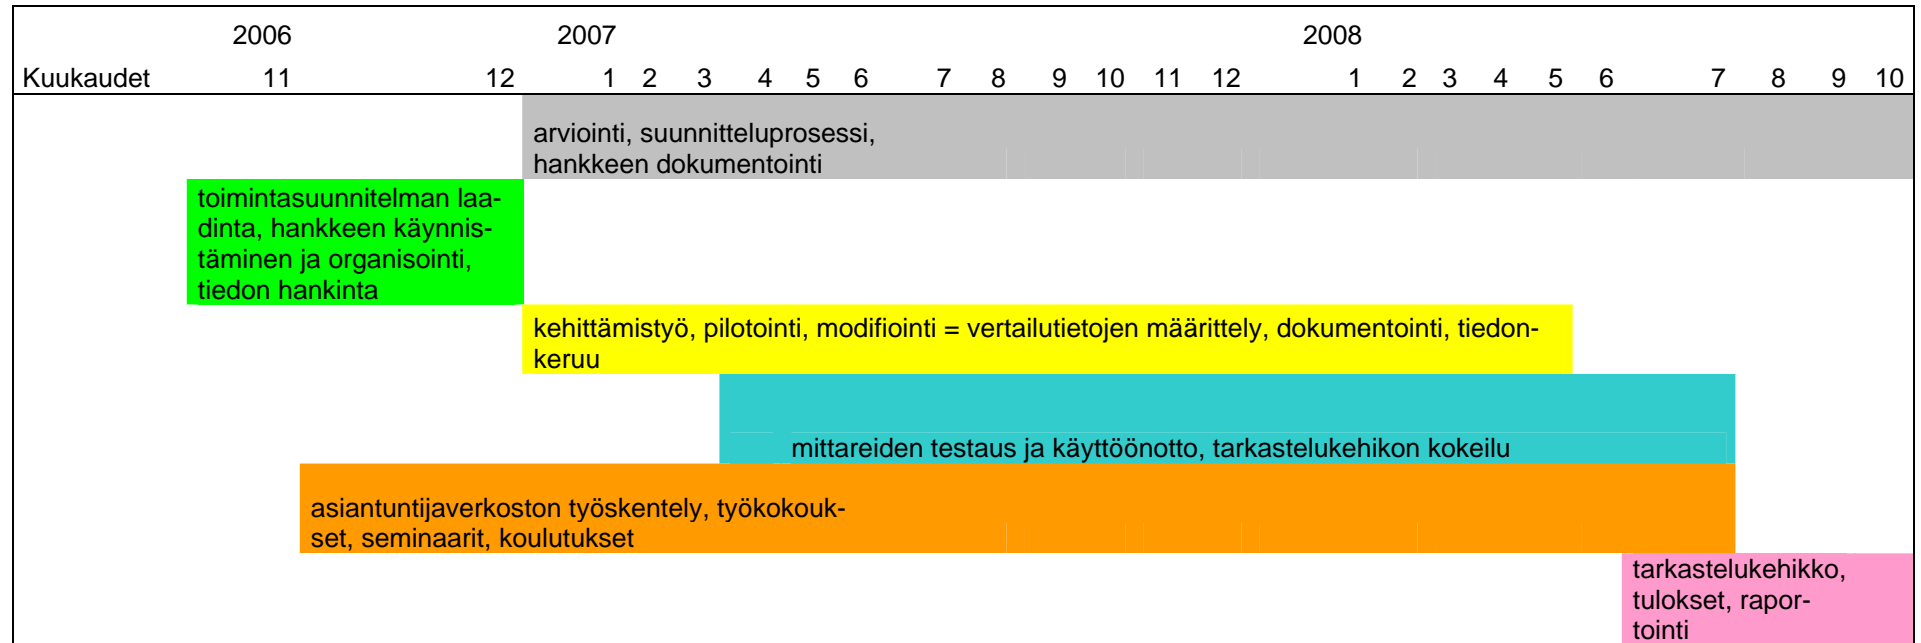 2006 2007 2008
Kuukaudet 11 12 1 2 3 4 5 6 7 8 9 10 11 12 1 2 3 4 5 6 7 8 9 10
arviointi, suunnitteluprosessi,
hankkeen dokumentointi
toimintasuunnitelman laa-
dinta, hankkeen käynnis-
täminen ja organisointi,
tiedon hankinta
kehittämistyö, pilotointi, modifiointi = vertailutietojen määrittely, dokumentointi, tiedon-
keruu
mittareiden testaus ja käyttöönotto, tarkastelukehikon kokeilu
asiantuntijaverkoston työskentely, työkokouk-
set, seminaarit, koulutukset
tarkastelukehikko,
tulokset, rapor-
tointi